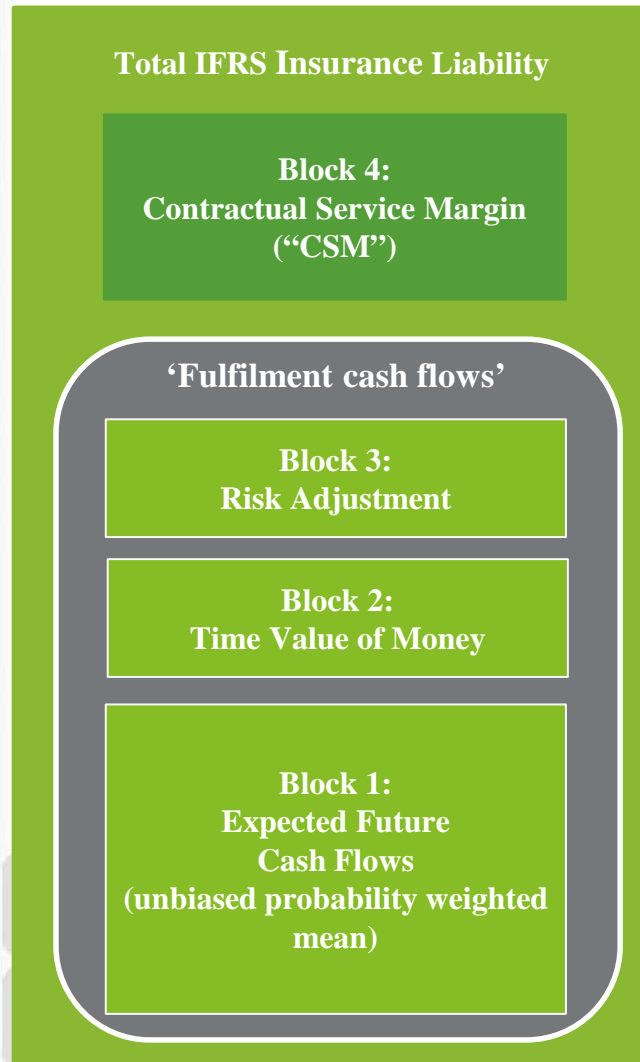 Total IFRS Insurance Liability
Block 4:
Contractual Service Margin
(“CSM”)
‘Fulfilment cash flows’
Block 3:
Risk Adjustment
Block 2:
Time Value of Money
Block 1:
Expected Future
Cash Flows
(unbiased probability weighted
mean)